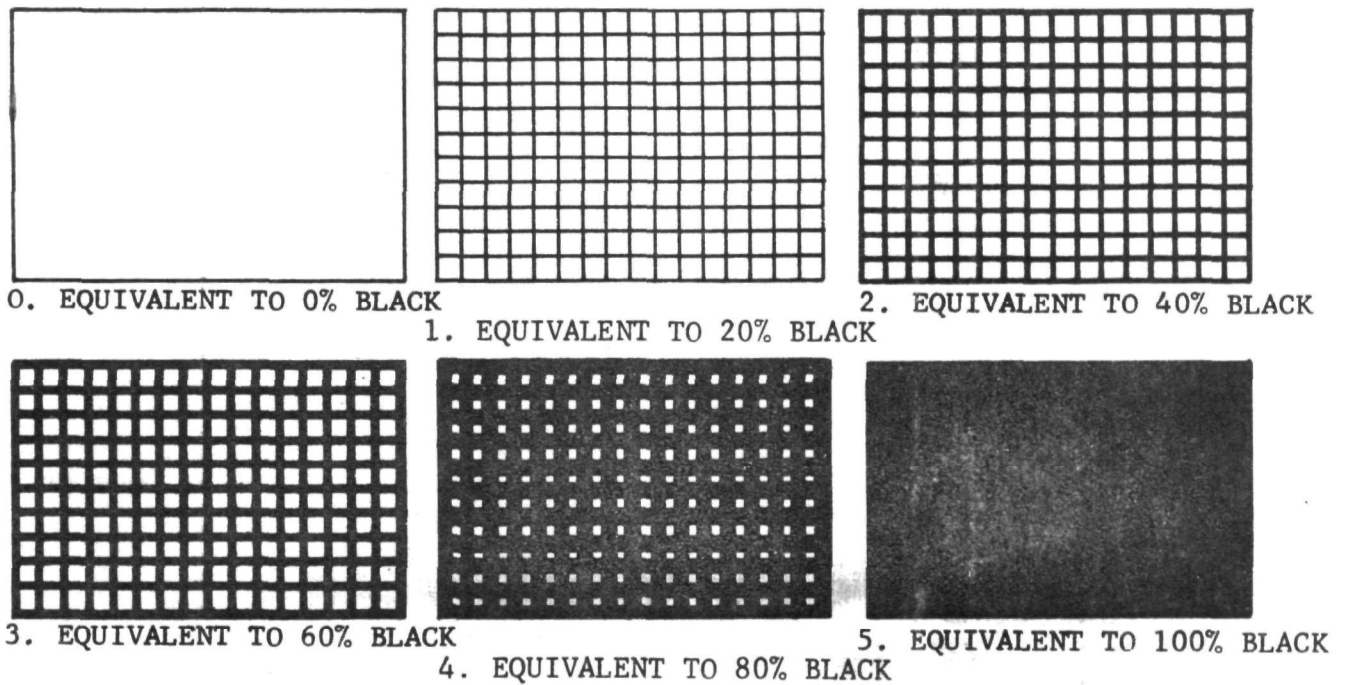 0. EQUIVALENT TO 0% BLACK
1. EQUIVALENT TO 20% BLACK
2. EQUIVALENT TO 40% BLACK
3. EQUIVALENT TO 60% BLACK
4. EQUIVALENT TO 80% BLACK
5. EQUIVALENT TO 100% BLACK